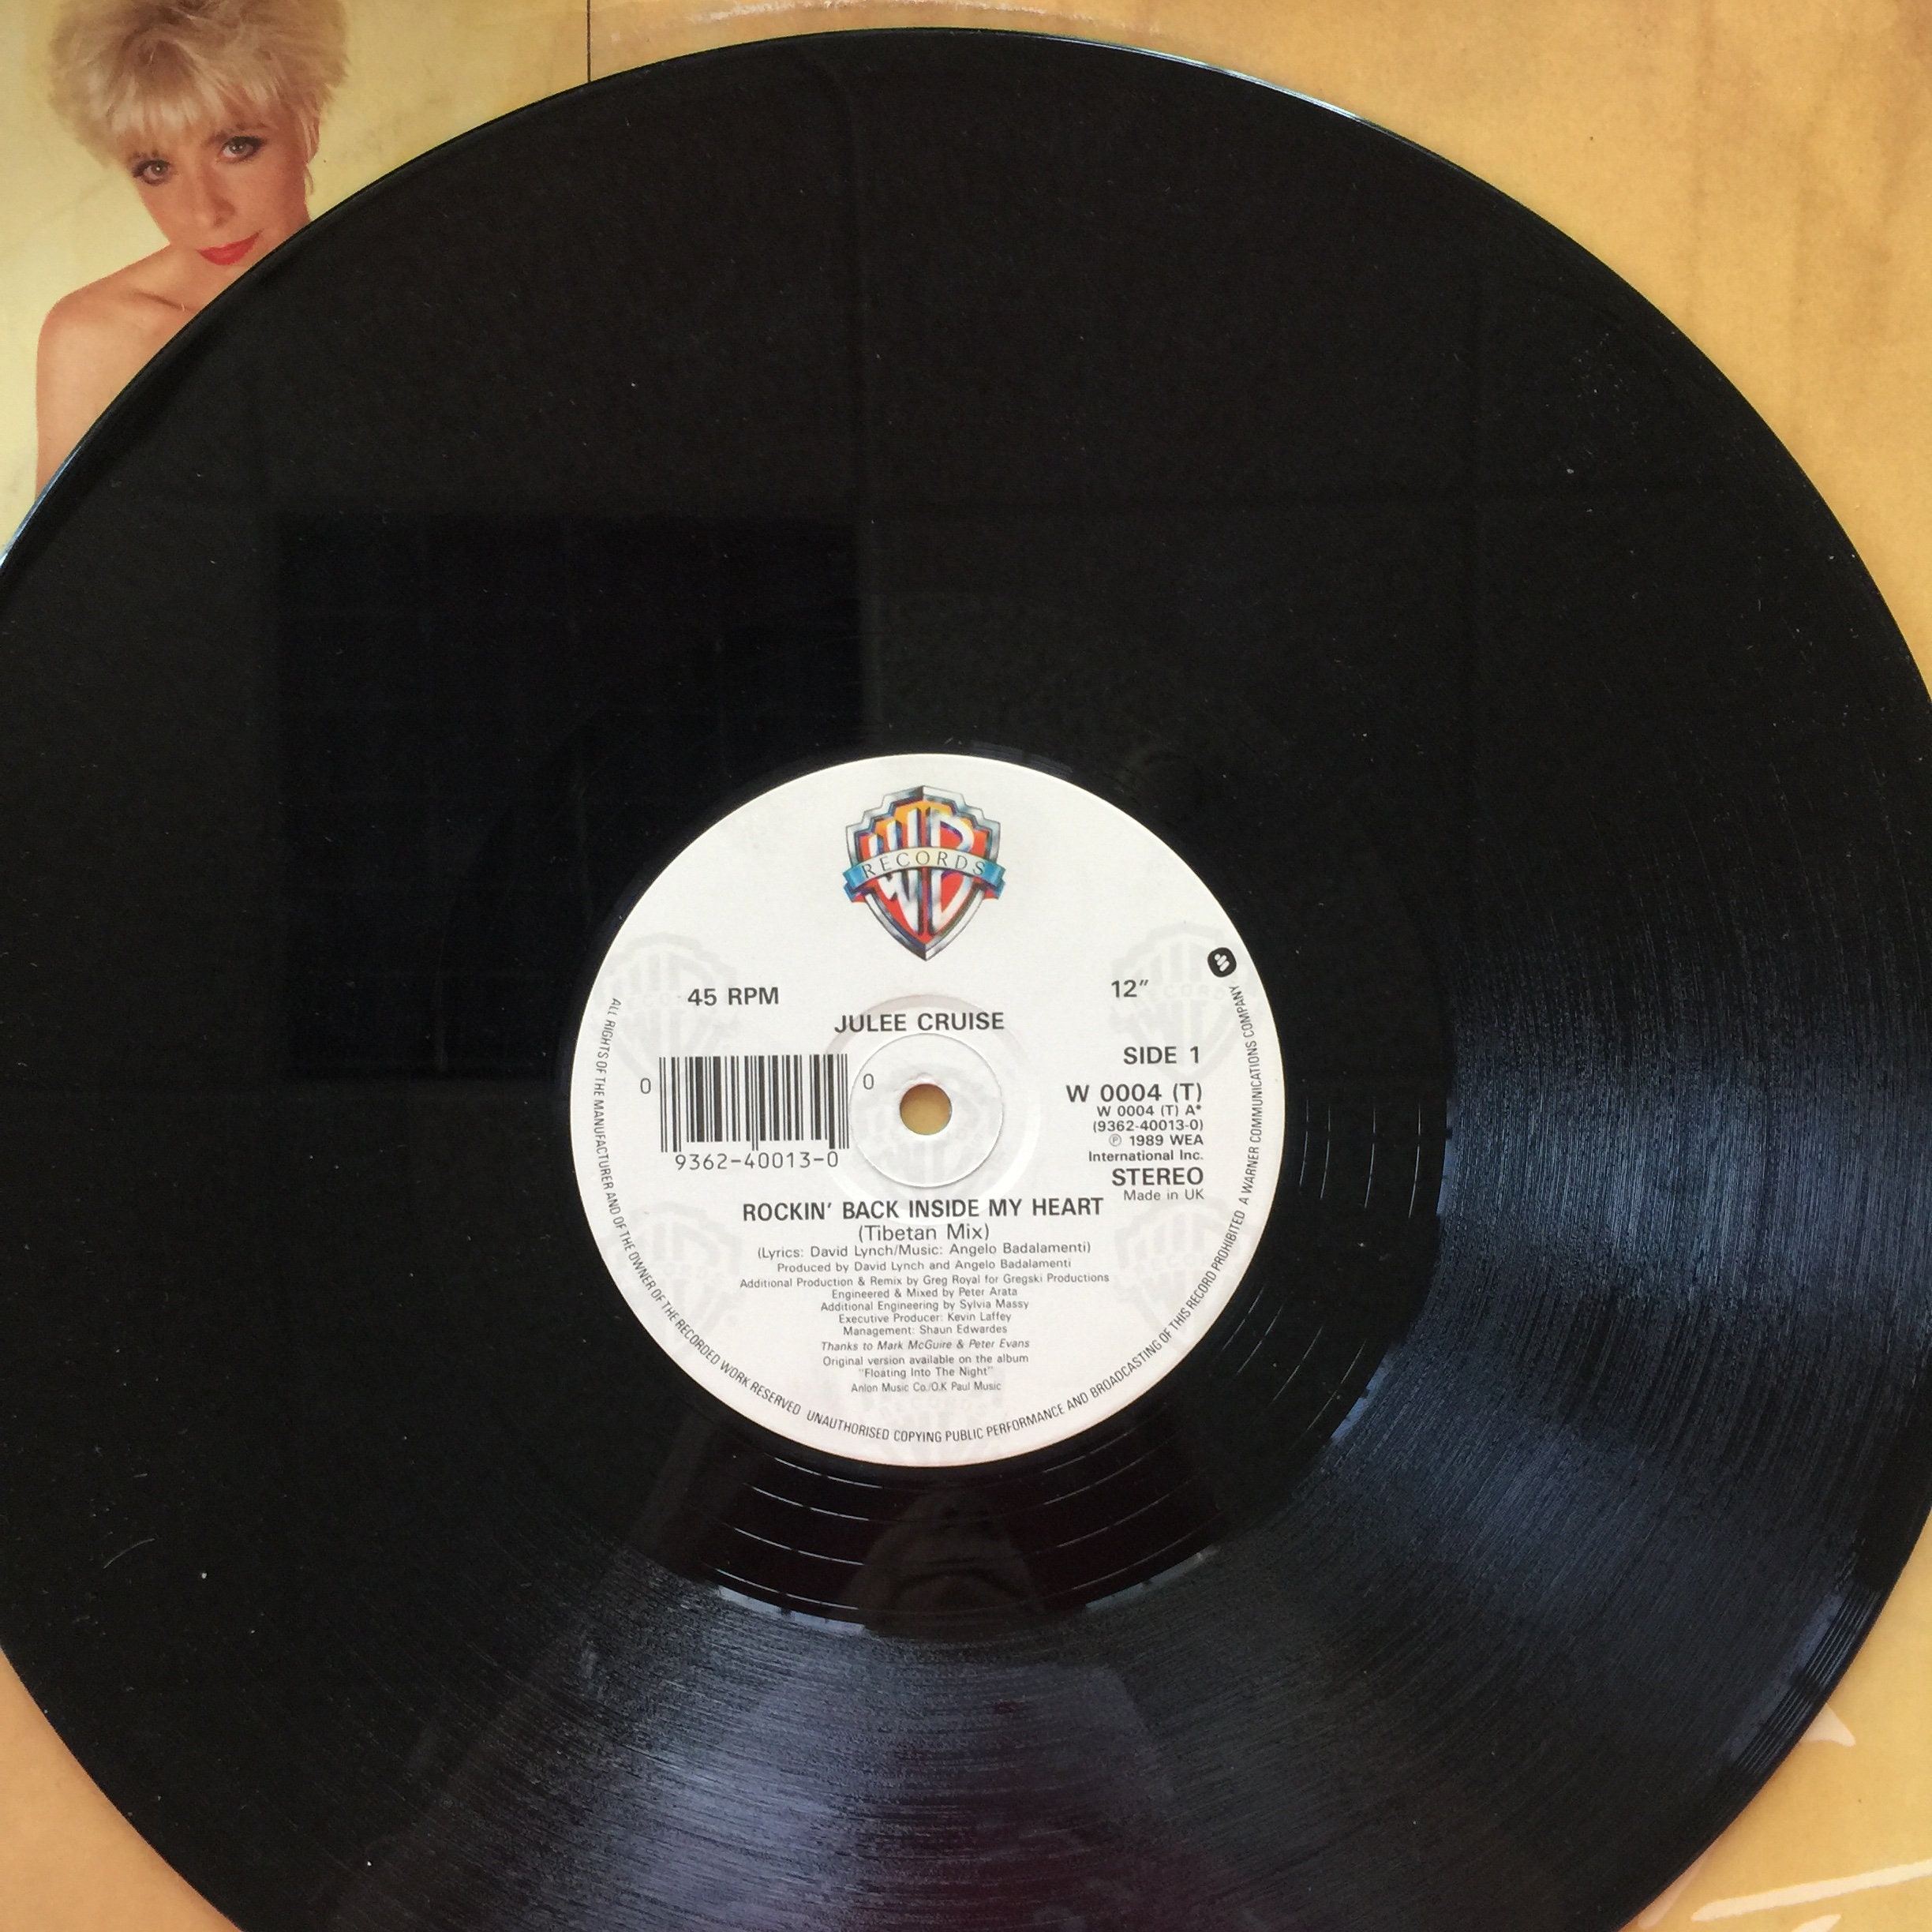 WB
RECORDS
45 RPM
12"
JULEE CRUISE
SIDE 1
0
0
9362-40013-0
W 0004 (T)
W 0004 (T) A*
(9362-40013-0)
℗ 1989 WEA
International Inc.
STEREO
Made in UK
ROCKIN' BACK INSIDE MY HEART
(Tibetan Mix)
(Lyrics: David Lynch/Music: Angelo Badalamenti)
Produced by David Lynch and Angelo Badalamenti
Additional Production & Remix by Greg Royal for Gregski Productions
Engineered & Mixed by Peter Arata
Additional Engineering by Sylvia Massy
Executive Producer: Kevin Laffey
Management: Shaun Edwardes
Thanks to Mark McGuire & Peter Evans
Original version available on the album
"Floating Into The Night"
Anlon Music Co./O.K Paul Music
ALL RIGHTS OF THE MANUFACTURER AND OF THE OWNER OF THE RECORDED WORK RESERVED UNAUTHORISED COPYING PUBLIC PERFORMANCE AND BROADCASTING OF THIS RECORD PROHIBITED A WARNER COMMUNICATIONS COMPANY